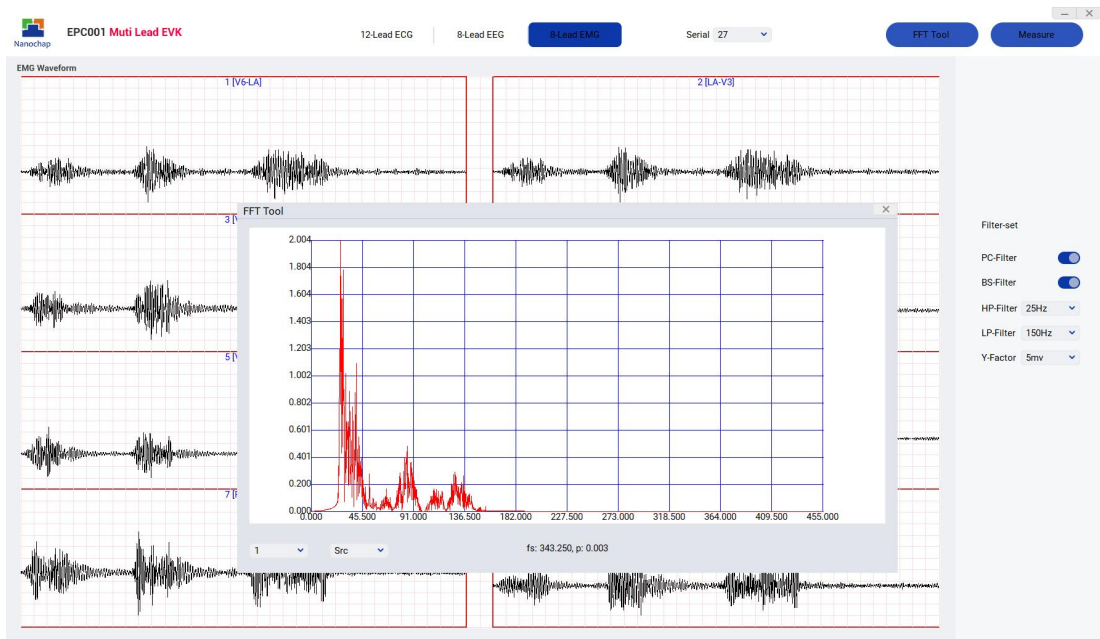 Nanochap
EPC001 Muti Lead EVK
12-Lead ECG
8-Lead EEG
8-Lead EMG
Serial 27
FFT Tool
Measure
EMG Waveform
1 [V6-LA]
2 [LA-V3]
3 [V
5 [V
7 [F
FFT Tool
2.004
1.804
1.604
1.403
1.203
1.002
0.802
0.601
0.401
0.200
0.000
0.000 45.500 91.000 136.500 182.000 227.500 273.000 318.500 364.000 409.500 455.000
1 Src fs: 343.250, p: 0.003
Filter-set
PC-Filter
BS-Filter
HP-Filter 25Hz
LP-Filter 150Hz
Y-Factor 5mv